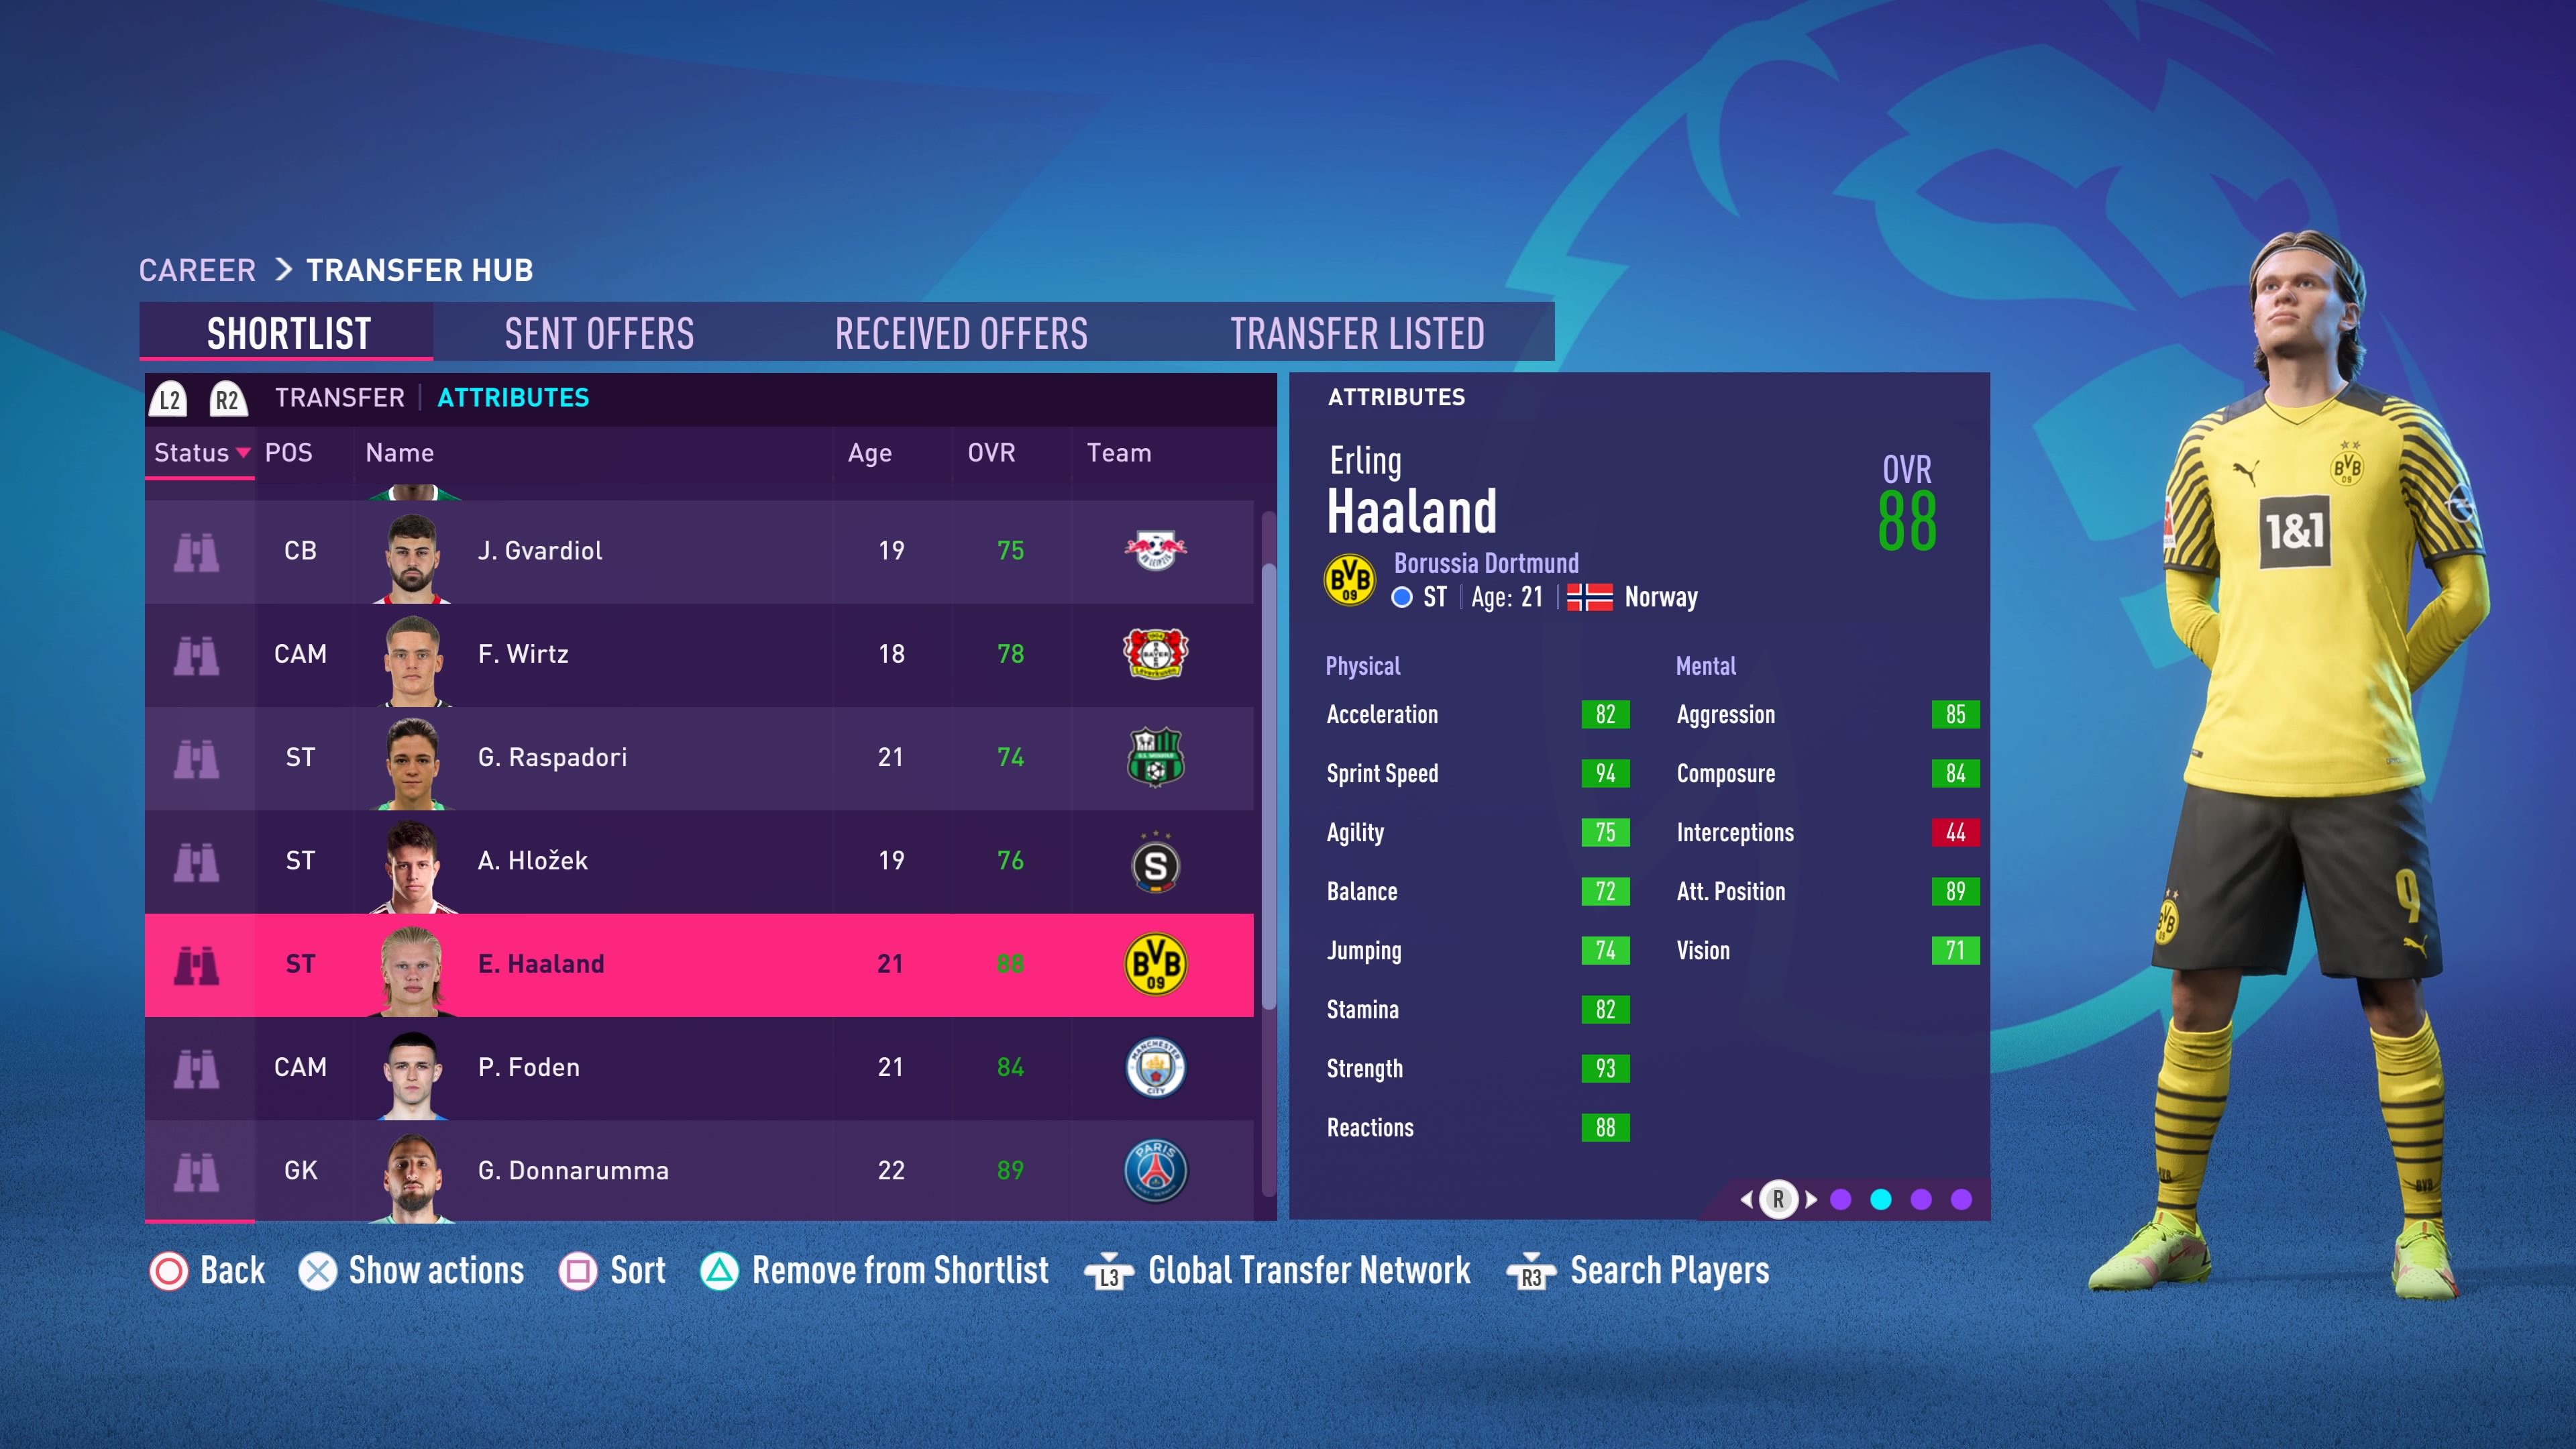 CAREER > TRANSFER HUB
SHORTLIST SENT OFFERS RECEIVED OFFERS TRANSFER LISTED
L2 R2 TRANSFER | ATTRIBUTES
Status POS Name Age OVR Team
CB J. Gvardiol 19 75
CAM F. Wirtz 18 78
ST G. Raspadori 21 74
ST A. Hložek 19 76 S
ST E. Haaland 21 88 BVB 09
CAM P. Foden 21 84 MANCHESTER CITY
GK G. Donnarumma 22 89 PARIS
ATTRIBUTES
Erling
Haaland
OVR
88
BVB 09
Borussia Dortmund
ST | Age: 21 | Norway
Physical Mental
Acceleration 82 Aggression 85
Sprint Speed 94 Composure 84
Agility 75 Interceptions 44
Balance 72 Att. Position 89
Jumping 74 Vision 71
Stamina 82
Strength 93
Reactions 88
R
BVB 09
1&1
9
BVB 09
Back Show actions Sort Remove from Shortlist L3 Global Transfer Network R3 Search Players